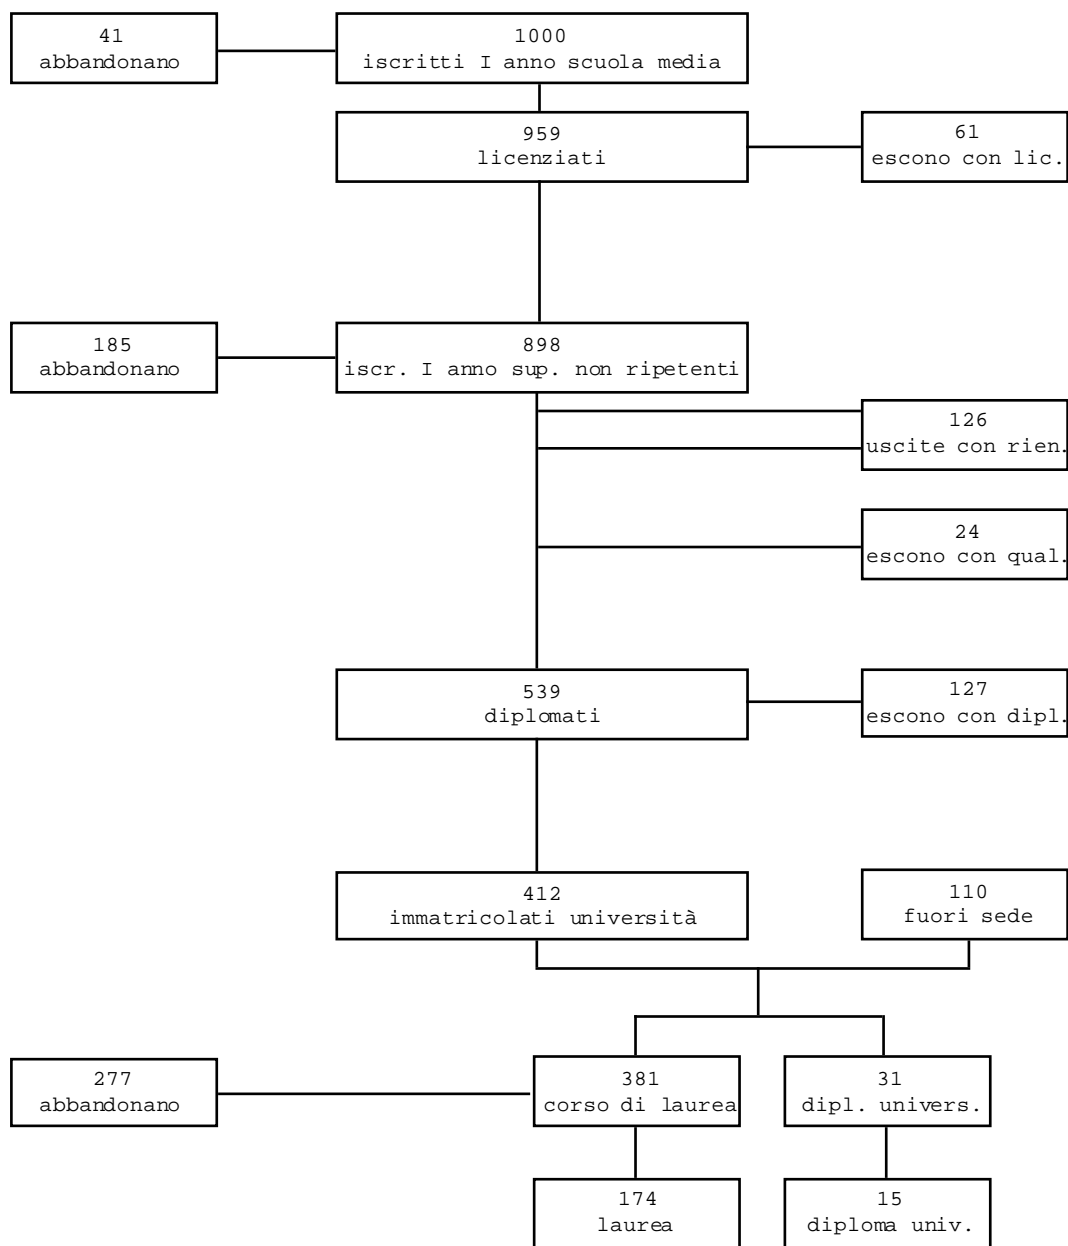 41
abbandonano
1000
iscritti I anno scuola media
959
licenziati
61
escono con lic.
185
abbandonano
898
iscr. I anno sup. non ripetenti
126
uscite con rien.
24
escono con qual.
539
diplomati
127
escono con dipl.
412
immatricolati università
110
fuori sede
277
abbandonano
381
corso di laurea
31
dipl. univers.
174
laurea
15
diploma univ.